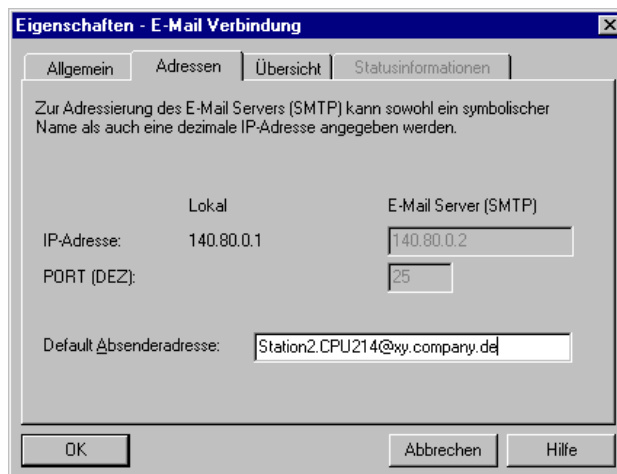 Eigenschaften - E-Mail Verbindung
Allgemein Adressen Übersicht Statusinformationen
Zur Adressierung des E-Mail Servers (SMTP) kann sowohl ein symbolischer
Name als auch eine dezimale IP-Adresse angegeben werden.
Lokal E-Mail Server (SMTP)
IP-Adresse: 140.80.0.1 140.80.0.2
PORT (DEZ): 25
Default Absenderadresse: Station2.CPU214@xy.company.de
OK Abbrechen Hilfe